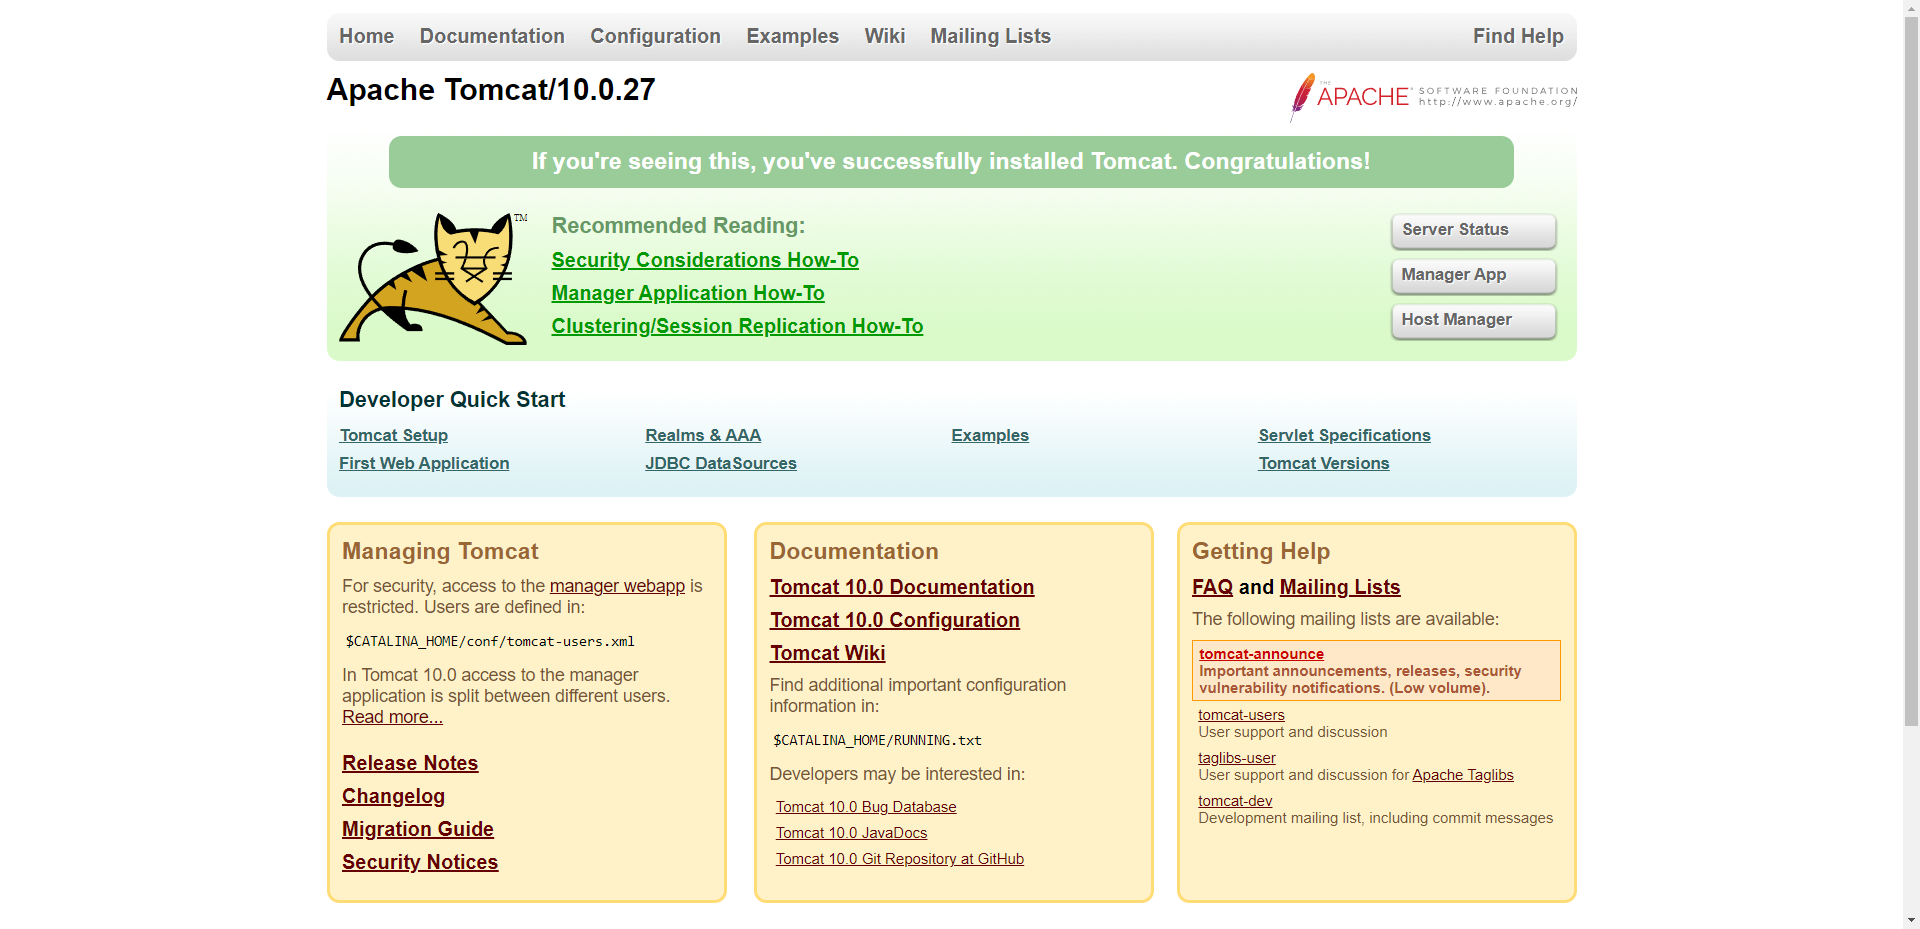 Home Documentation Configuration Examples Wiki Mailing Lists Find Help
Apache Tomcat/10.0.27
THE
APACHE® SOFTWARE FOUNDATION
http://www.apache.org/
If you're seeing this, you've successfully installed Tomcat. Congratulations!
TM
Recommended Reading:
Security Considerations How-To
Manager Application How-To
Clustering/Session Replication How-To
Server Status
Manager App
Host Manager
Developer Quick Start
Tomcat Setup
First Web Application
Realms & AAA
JDBC DataSources
Examples
Servlet Specifications
Tomcat Versions
Managing Tomcat
For security, access to the manager webapp is
restricted. Users are defined in:
$CATALINA_HOME/conf/tomcat-users.xml
In Tomcat 10.0 access to the manager
application is split between different users.
Read more...
Release Notes
Changelog
Migration Guide
Security Notices
Documentation
Tomcat 10.0 Documentation
Tomcat 10.0 Configuration
Tomcat Wiki
Find additional important configuration
information in:
$CATALINA_HOME/RUNNING.txt
Developers may be interested in:
Tomcat 10.0 Bug Database
Tomcat 10.0 JavaDocs
Tomcat 10.0 Git Repository at GitHub
Getting Help
FAQ and Mailing Lists
The following mailing lists are available:
tomcat-announce
Important announcements, releases, security
vulnerability notifications. (Low volume).
tomcat-users
User support and discussion
taglibs-user
User support and discussion for Apache Taglibs
tomcat-dev
Development mailing list, including commit messages